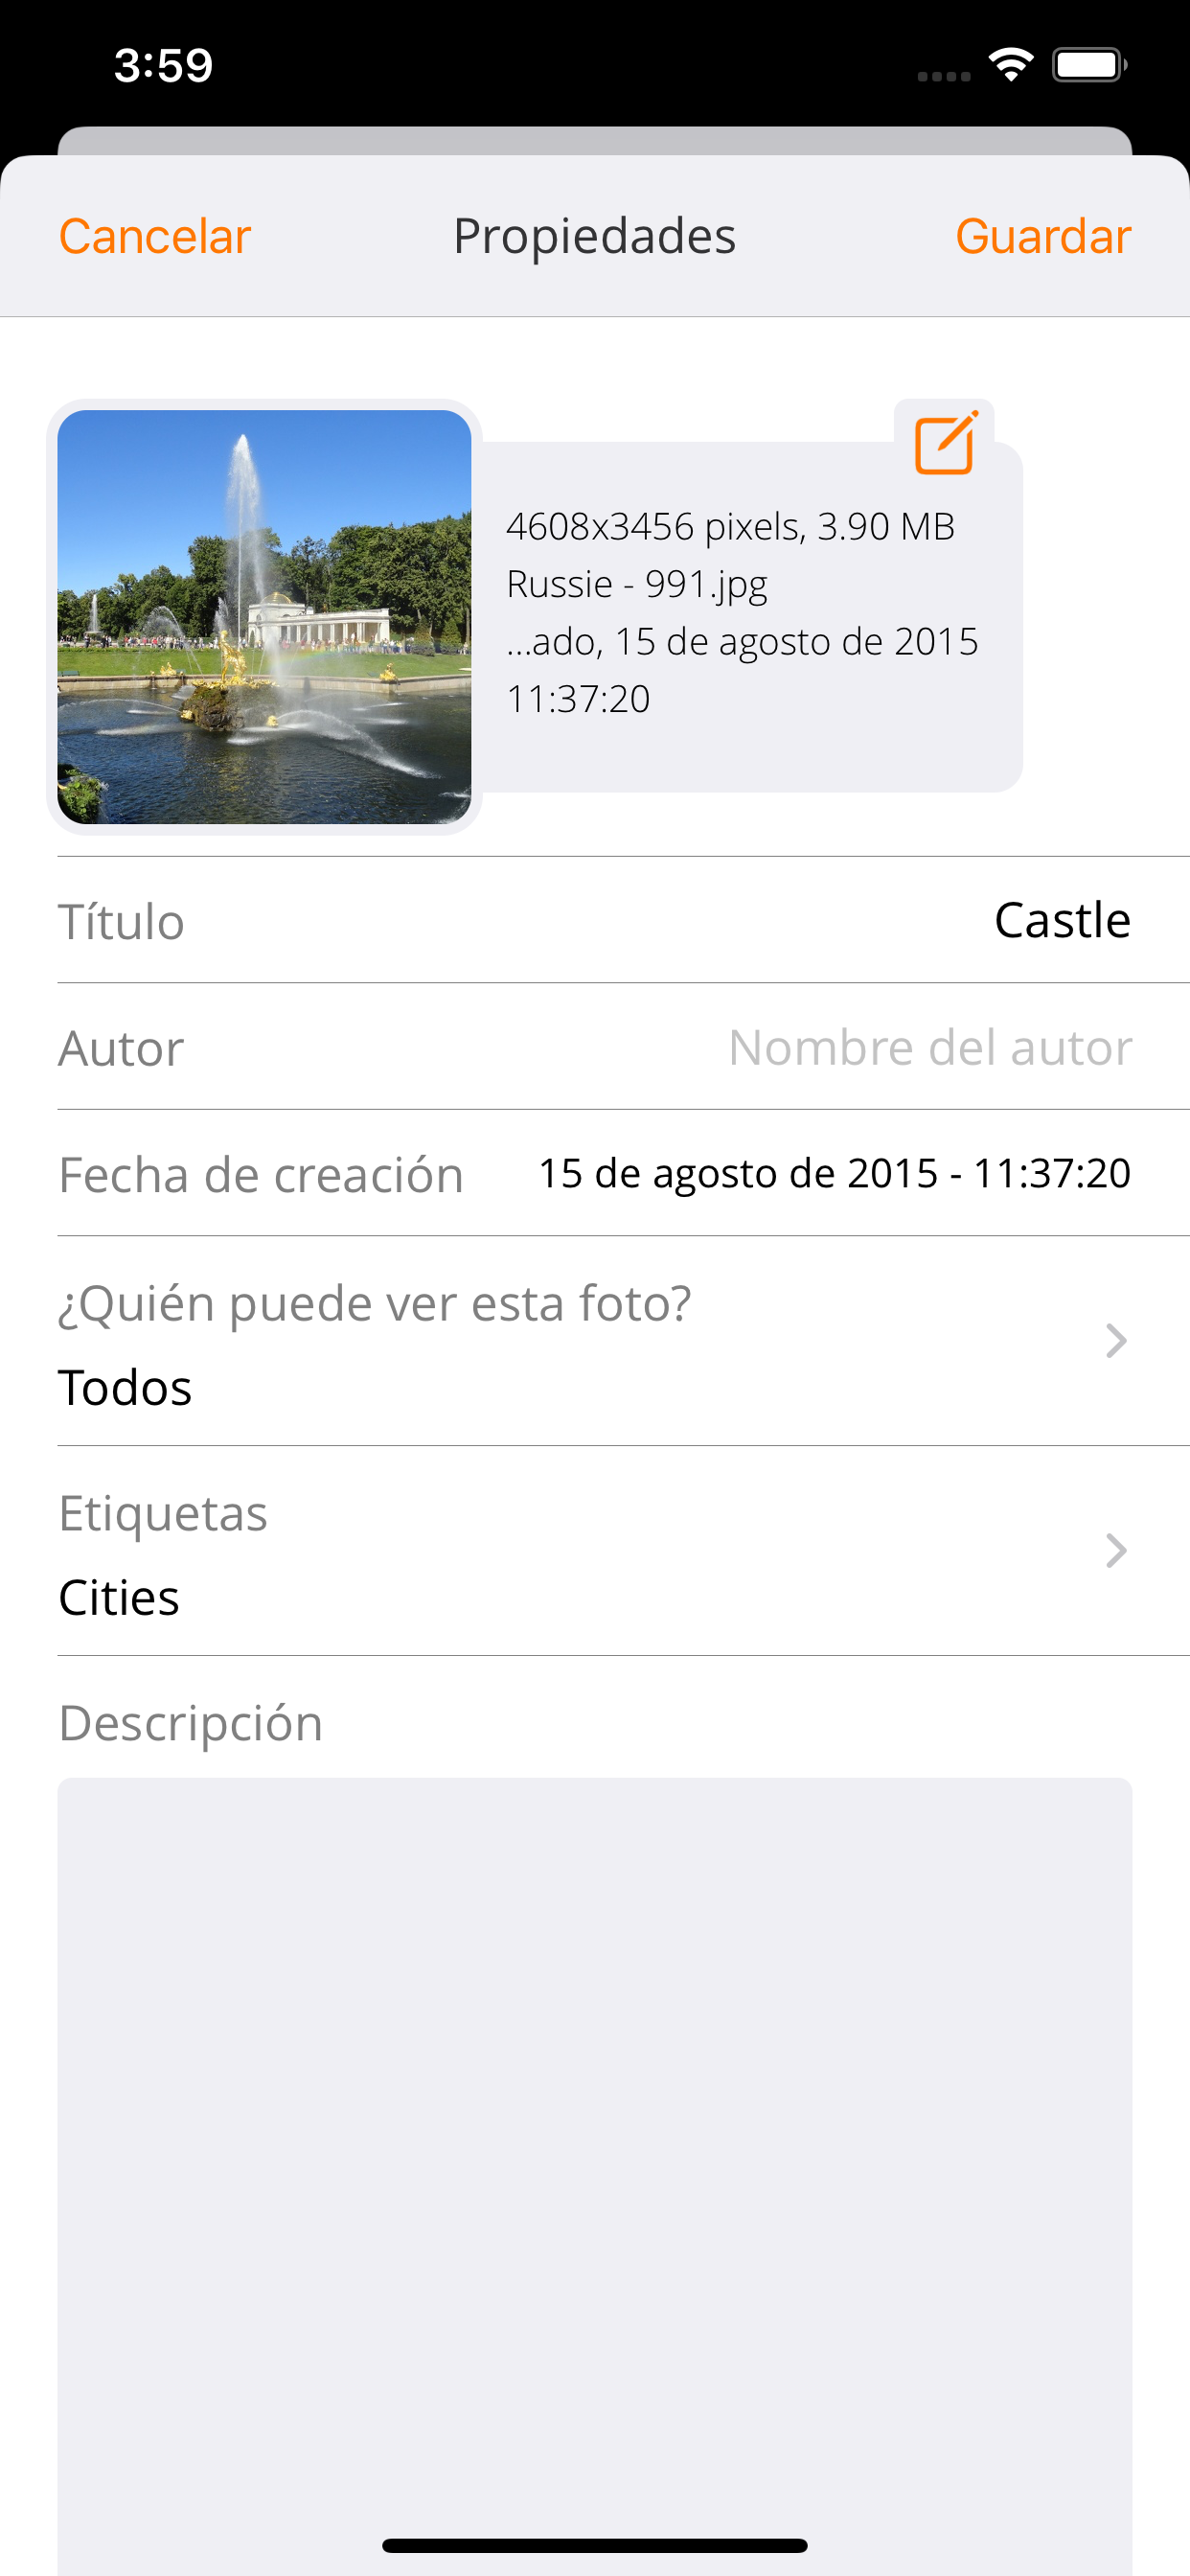 3:59
Cancelar Propiedades Guardar
4608x3456 pixels, 3.90 MB
Russie - 991.jpg
...ado, 15 de agosto de 2015
11:37:20
Título Castle
Autor Nombre del autor
Fecha de creación 15 de agosto de 2015 - 11:37:20
¿Quién puede ver esta foto?
Todos
Etiquetas
Cities
Descripción